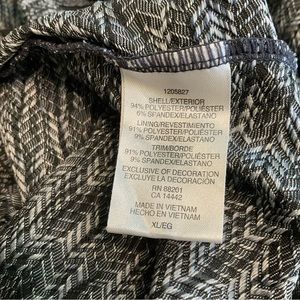 1205827
SHELL/EXTERIOR
94% POLYESTER/POLIÉSTER
6% SPANDEX/ELASTANO
LINING/REVESTIMIENTO
91% POLYESTER/POLIÉSTER
9% SPANDEX/ELASTANO
TRIM/BORDE
91% POLYESTER/POLIÉSTER
9% SPANDEX/ELASTANO
EXCLUSIVE OF DECORATION
EXCLUYE LA DECORACIÓN
RN 88201
CA 14442
MADE IN VIETNAM
HECHO EN VIETNAM
XL/EG